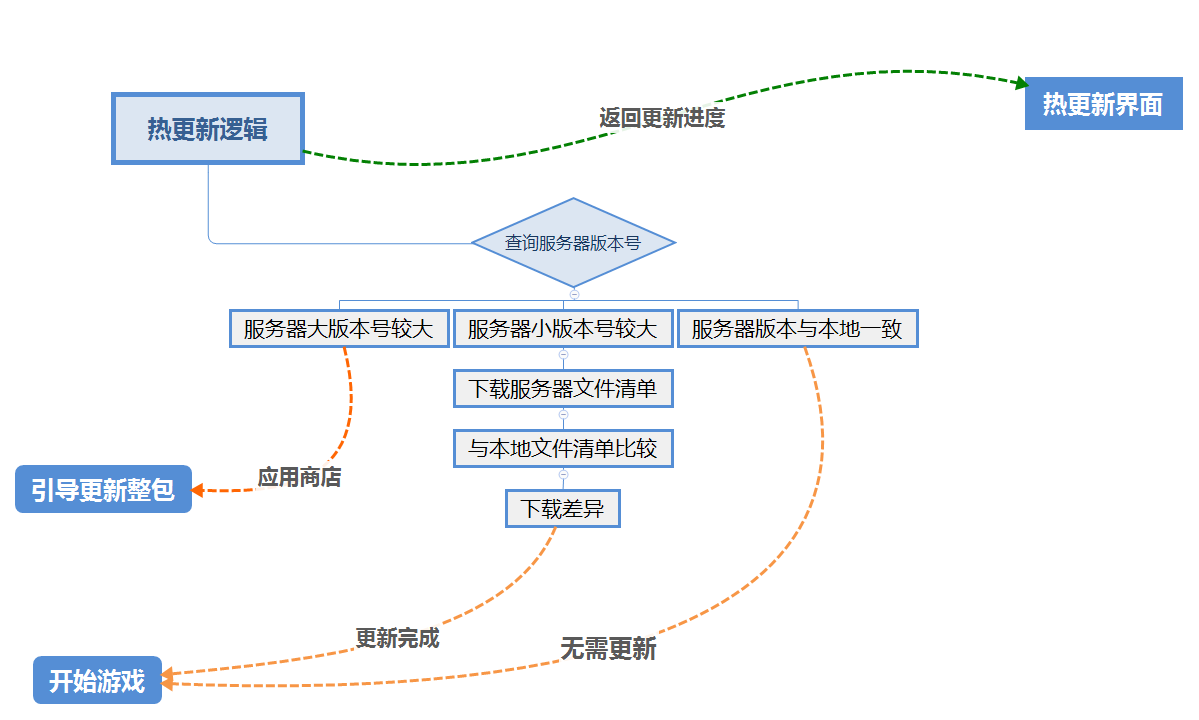 热更新逻辑
返回更新进度
热更新界面
查询服务器版本号
服务器大版本号较大
服务器小版本号较大
服务器版本与本地一致
下载服务器文件清单
与本地文件清单比较
应用商店
引导更新整包
下载差异
更新完成
无需更新
开始游戏